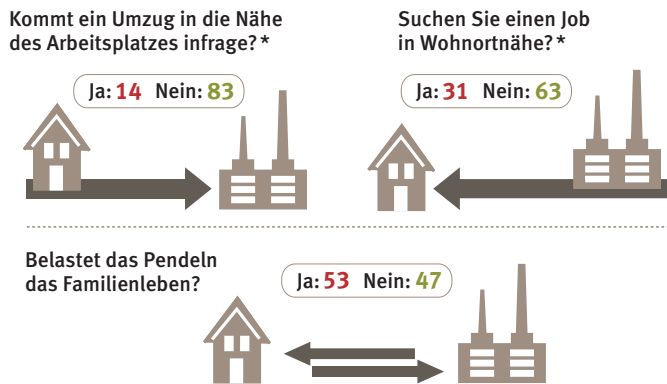 Kommt ein Umzug in die Nähe
des Arbeitsplatzes infrage?*
Ja: 14 Nein: 83
Suchen Sie einen Job
in Wohnortnähe?*
Ja: 31 Nein: 63
Belastet das Pendeln
das Familienleben?
Ja: 53 Nein: 47